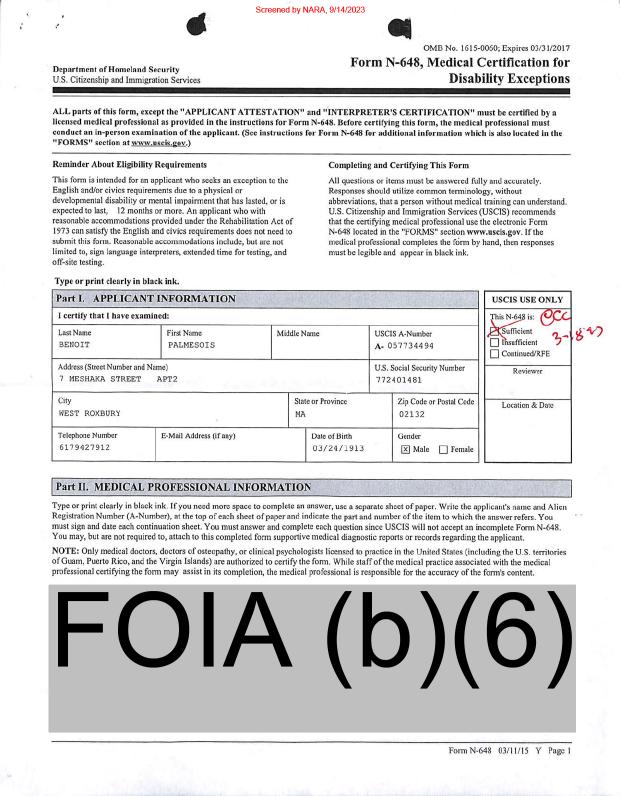 Screened by NARA, 9/14/2023
OMB No. 1615-0060; Expires 03/31/2017
Department of Homeland Security
U.S. Citizenship and Immigration Services
Form N-648, Medical Certification for
Disability Exceptions
ALL parts of this form, except the "APPLICANT ATTESTATION" and "INTERPRETER'S CERTIFICATION" must be certified by a
licensed medical professional as provided in the instructions for Form N-648. Before certifying this form, the medical professional must
conduct an in-person examination of the applicant. (See instructions for Form N-648 for additional information which is also located in the
"FORMS" section at www.uscis.gov.)
Reminder About Eligibility Requirements
This form is intended for an applicant who seeks an exception to the
English and/or civics requirements due to a physical or
developmental disability or mental impairment that has lasted, or is
expected to last, 12 months or more. An applicant who with
reasonable accommodations provided under the Rehabilitation Act of
1973 can satisfy the English and civics requirements does not need to
submit this form. Reasonable accommodations include, but are not
limited to, sign language interpreters, extended time for testing, and
off-site testing.
Completing and Certifying This Form
All questions or items must be answered fully and accurately.
Responses should utilize common terminology, without
abbreviations, that a person without medical training can understand.
U.S. Citizenship and Immigration Services (USCIS) recommends
that the certifying medical professional use the electronic Form
N-648 located in the "FORMS" section www.uscis.gov. If the
medical professional completes the form by hand, then responses
must be legible and appear in black ink.
Type or print clearly in black ink.
Part I. APPLICANT INFORMATION
I certify that I have examined:
Last Name
BENOIT
First Name
PALMESOIS
Middle Name
USCIS A-Number
A- 057734494
Address (Street Number and Name)
7 MESHAKA STREET APT2
U.S. Social Security Number
772401481
City
WEST ROXBURY
State or Province
MA
Zip Code or Postal Code
02132
Telephone Number
6179427912
E-Mail Address (if any)
Date of Birth
03/24/1913
Gender
X Male Female
USCIS USE ONLY
This N-648 is:
Sufficient
Insufficient
Continued/RFE
Reviewer
Location & Date
Part II. MEDICAL PROFESSIONAL INFORMATION
Type or print clearly in black ink. If you need more space to complete an answer, use a separate sheet of paper. Write the applicant's name and Alien
Registration Number (A-Number), at the top of each sheet of paper and indicate the part and number of the item to which the answer refers. You
must sign and date each continuation sheet. You must answer and complete each question since USCIS will not accept an incomplete Form N-648.
You may, but are not required to, attach to this completed form supportive medical diagnostic reports or records regarding the applicant.
NOTE: Only medical doctors, doctors of osteopathy, or clinical psychologists licensed to practice in the United States (including the U.S. territories
of Guam, Puerto Rico, and the Virgin Islands) are authorized to certify the form. While staff of the medical practice associated with the medical
professional certifying the form may assist in its completion, the medical professional is responsible for the accuracy of the form's content.
FOIA (b)(6)
Form N-648 03/11/15 Y Page 1